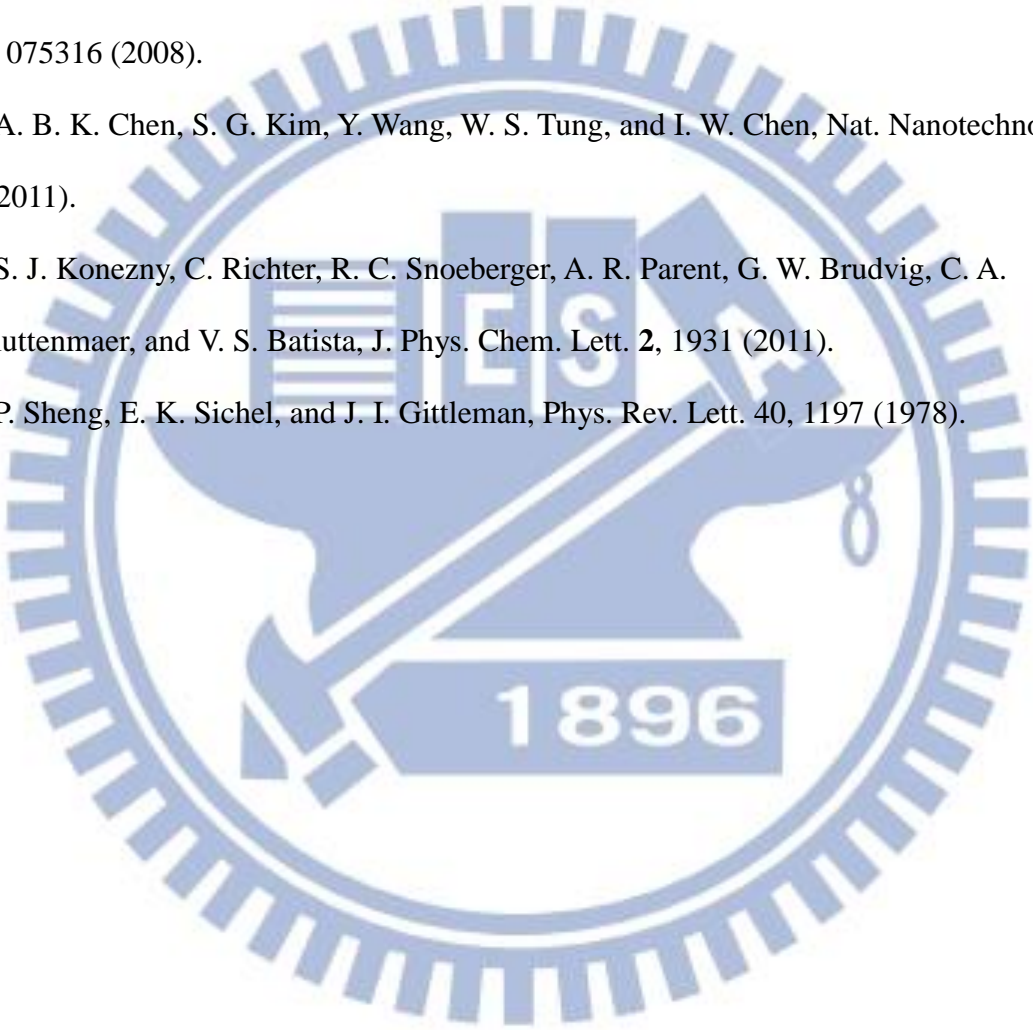 075316 (2008).
A. B. K. Chen, S. G. Kim, Y. Wang, W. S. Tung, and I. W. Chen, Nat. Nanotechno
2011).
S. J. Konezny, C. Richter, R. C. Snoeberger, A. R. Parent, G. W. Brudvig, C. A.
uttenmaer, and V. S. Batista, J. Phys. Chem. Lett. 2, 1931 (2011).
P. Sheng, E. K. Sichel, and J. I. Gittleman, Phys. Rev. Lett. 40, 1197 (1978).
E S A
1896